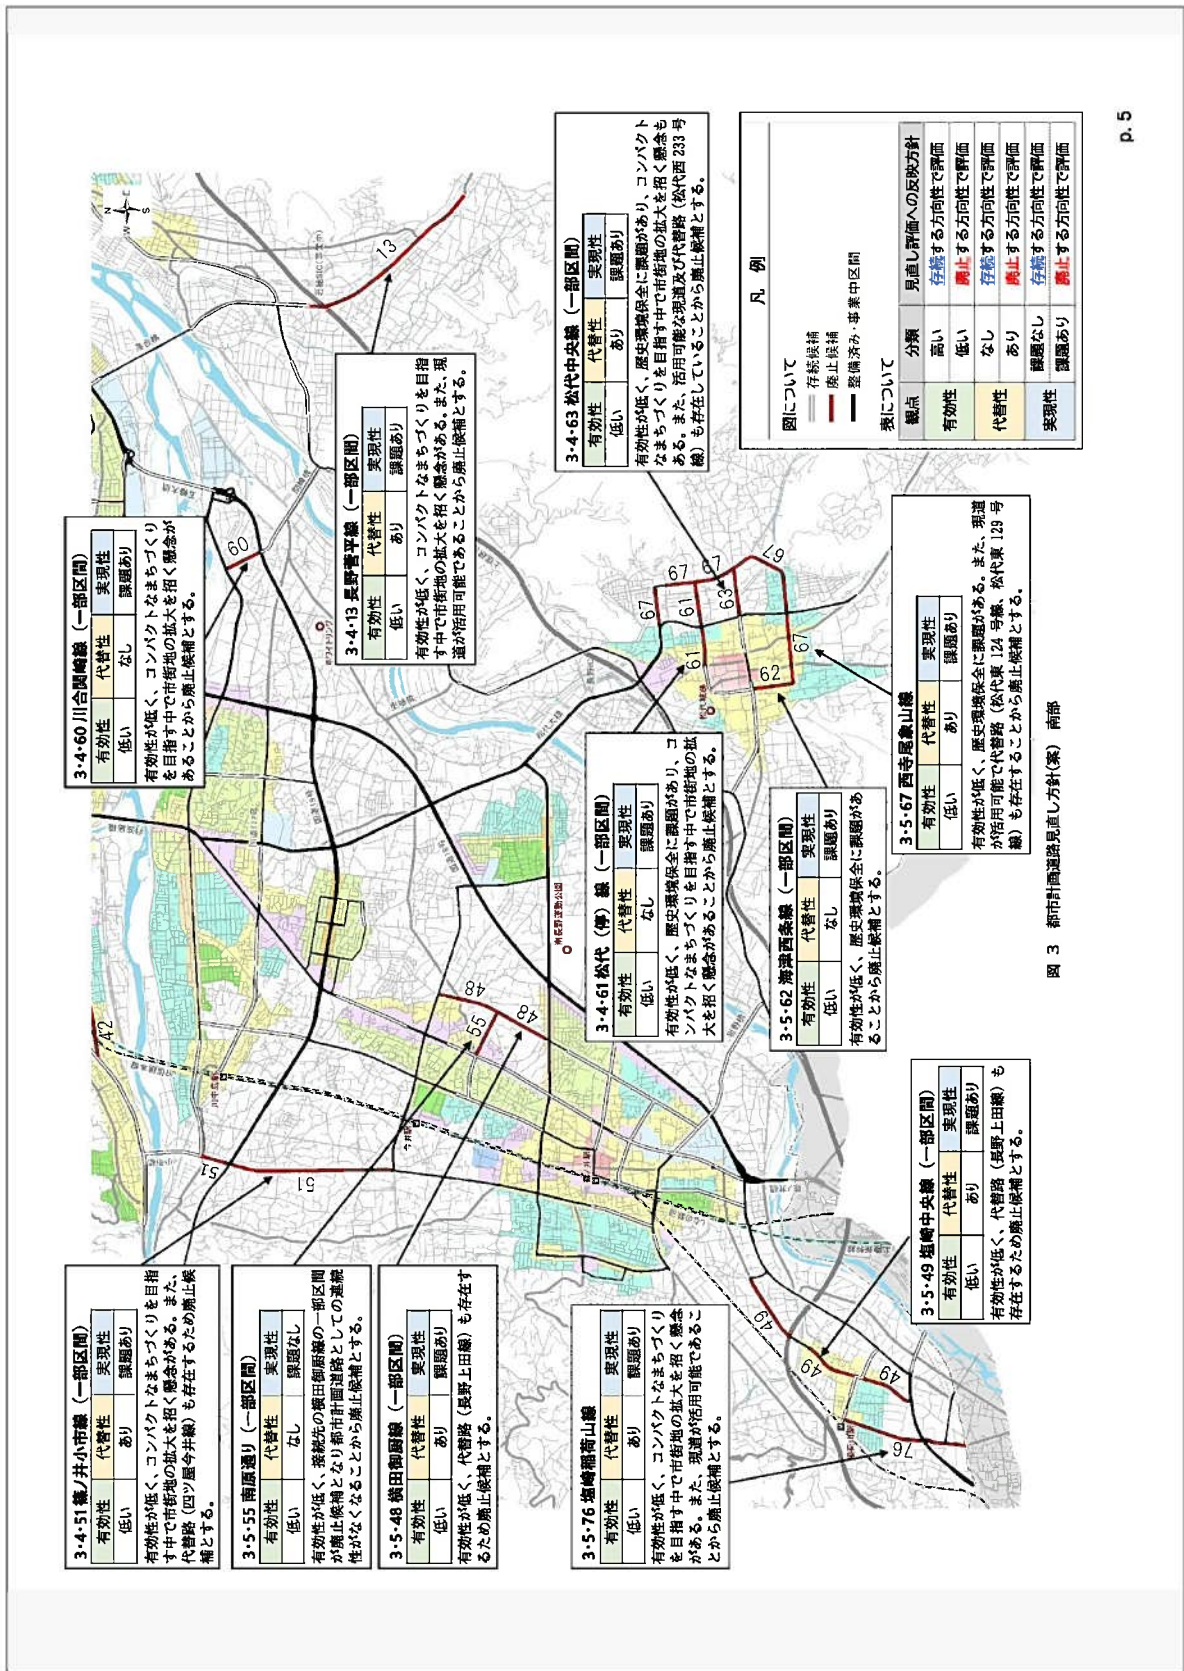 3・4・60 川合関崎線（一部区間）
有効性 代替性 実現性
低い なし 課題あり
有効性が低く、コンパクトなまちづくり
を目指す中で市街地の拡大を招く懸念が
あることから廃止候補とする。
3・4・13 長野菅平線（一部区間）
有効性 代替性 実現性
低い あり 課題あり
有効性が低く、コンパクトなまちづくりを目指
す中で市街地の拡大を招く懸念がある。また、現
道が活用可能であることから廃止候補とする。
3・4・63 松代中央線（一部区間）
有効性 代替性 実現性
低い あり 課題あり
有効性が低く、歴史環境保全に課題があり、コンパクト
なまちづくりを目指す中で市街地の拡大を招く懸念も
ある。また、活用可能な現道及び代替路（松代西 233 号
線）も存在していることから廃止候補とする。
3・4・51 篠ノ井小市線（一部区間）
有効性 代替性 実現性
低い あり 課題あり
有効性が低く、コンパクトなまちづくりを目指
す中で市街地の拡大を招く懸念がある。また、
代替路（四ツ屋今井線）も存在するため廃止候
補とする。
3・5・55 南原通り（一部区間）
有効性 代替性 実現性
低い なし 課題なし
有効性が低く、接続先の横田御厨線の一部区間
が廃止候補となり都市計画道路としての連続
性がなくなることから廃止候補とする。
3・5・48 横田御厨線（一部区間）
有効性 代替性 実現性
低い あり 課題あり
有効性が低く、代替路（長野上田線）も存在す
るため廃止候補とする。
3・5・76 塩崎稲荷山線
有効性 代替性 実現性
低い あり 課題あり
有効性が低く、コンパクトなまちづくり
を目指す中で市街地の拡大を招く懸念
がある。また、現道が活用可能であるこ
とから廃止候補とする。
3・4・61 松代（停）線（一部区間）
有効性 代替性 実現性
低い なし 課題あり
有効性が低く、歴史環境保全に課題があり、コ
ンパクトなまちづくりを目指す中で市街地の拡
大を招く懸念があることから廃止候補とする。
3・5・62 海津西条線（一部区間）
有効性 代替性 実現性
低い なし 課題あり
有効性が低く、歴史環境保全に課題があ
ることから廃止候補とする。
3・5・67 西寺尾象山線
有効性 代替性 実現性
低い あり 課題あり
有効性が低く、歴史環境保全に課題がある。また、現道
が活用可能で代替路（松代東 124 号線、松代東 129 号
線）も存在することから廃止候補とする。
3・5・49 塩崎中央線（一部区間）
有効性 代替性 実現性
低い あり 課題あり
有効性が低く、代替路（長野上田線）も
存在するため廃止候補とする。
凡 例
図について
存続候補
廃止候補
整備済み・事業中区間
表について
観点 分類 見直し評価への反映方針
有効性 高い 存続する方向性で評価
低い 廃止する方向性で評価
代替性 なし 存続する方向性で評価
あり 廃止する方向性で評価
実現性 課題なし 存続する方向性で評価
課題あり 廃止する方向性で評価
N
W
S
13
60
42
51
51
48
48
55
67
67
67
67
61
61
63
62
49
49
49
76
川中島駅
今井駅
南長野運動公園
図 3 都市計画道路見直し方針(案) 南部
p. 5